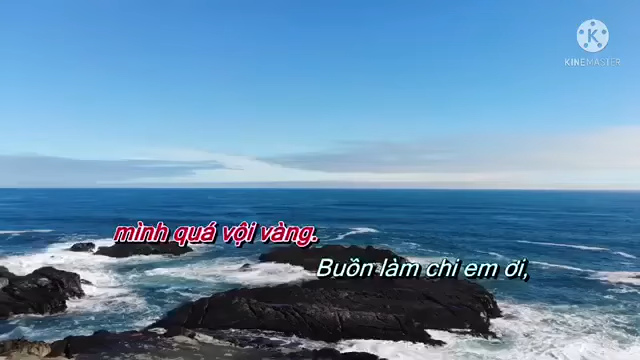 K
KINEMASTER
mình quá vội vàng.
Buồn làm chi em ơi,